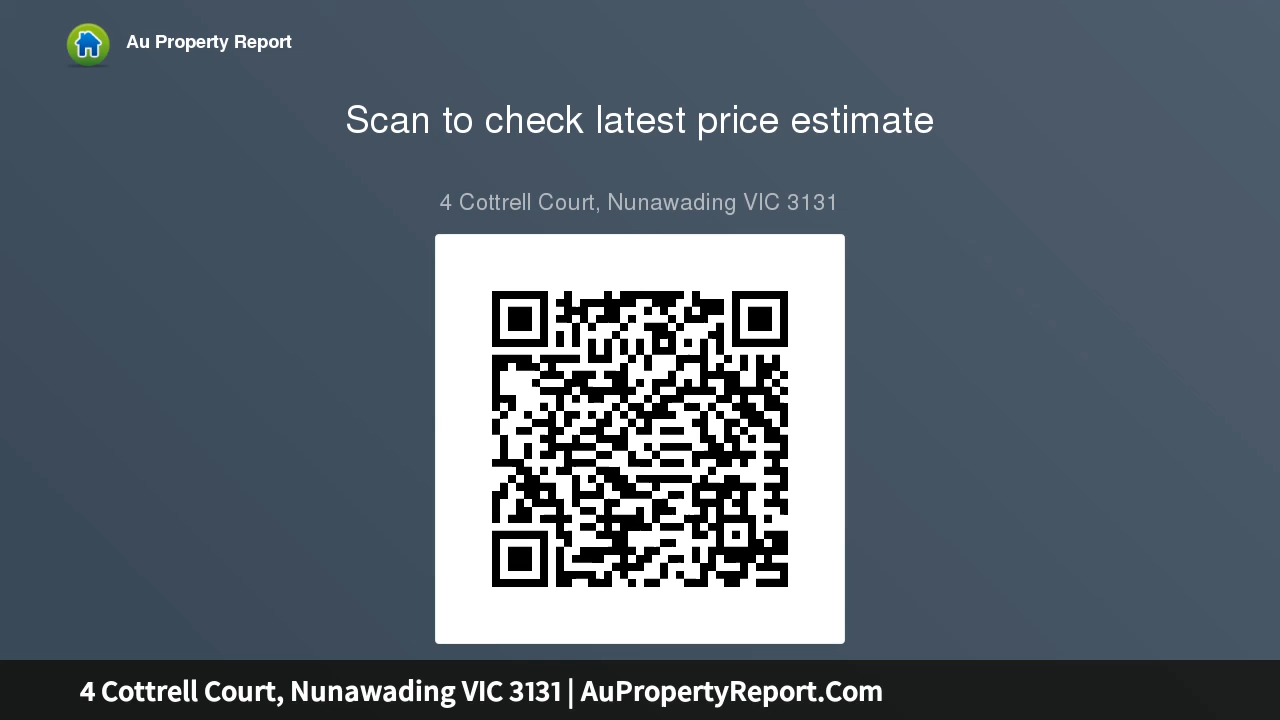 Au Property Report
Scan to check latest price estimate
4 Cottrell Court, Nunawading VIC 3131
4 Cottrell Court, Nunawading VIC 3131 | AuPropertyReport.Com